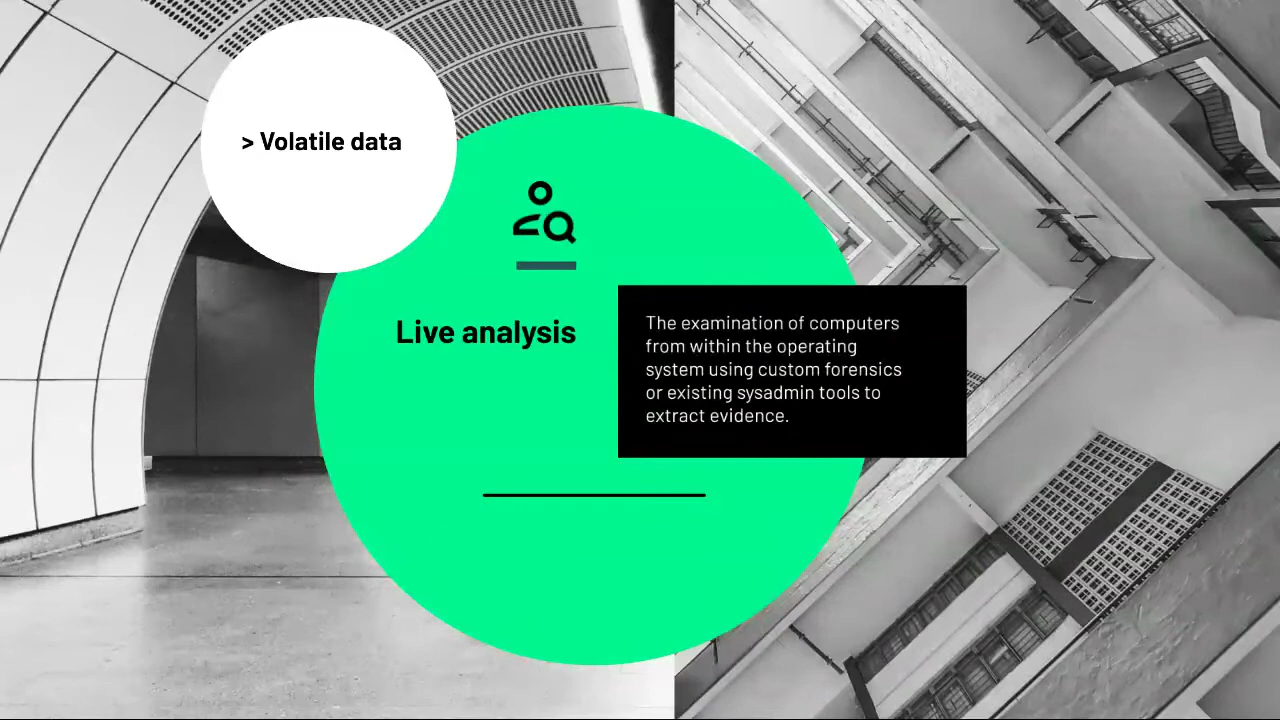 > Volatile data
Live analysis
The examination of computers
from within the operating
system using custom forensics
or existing sysadmin tools to
extract evidence.